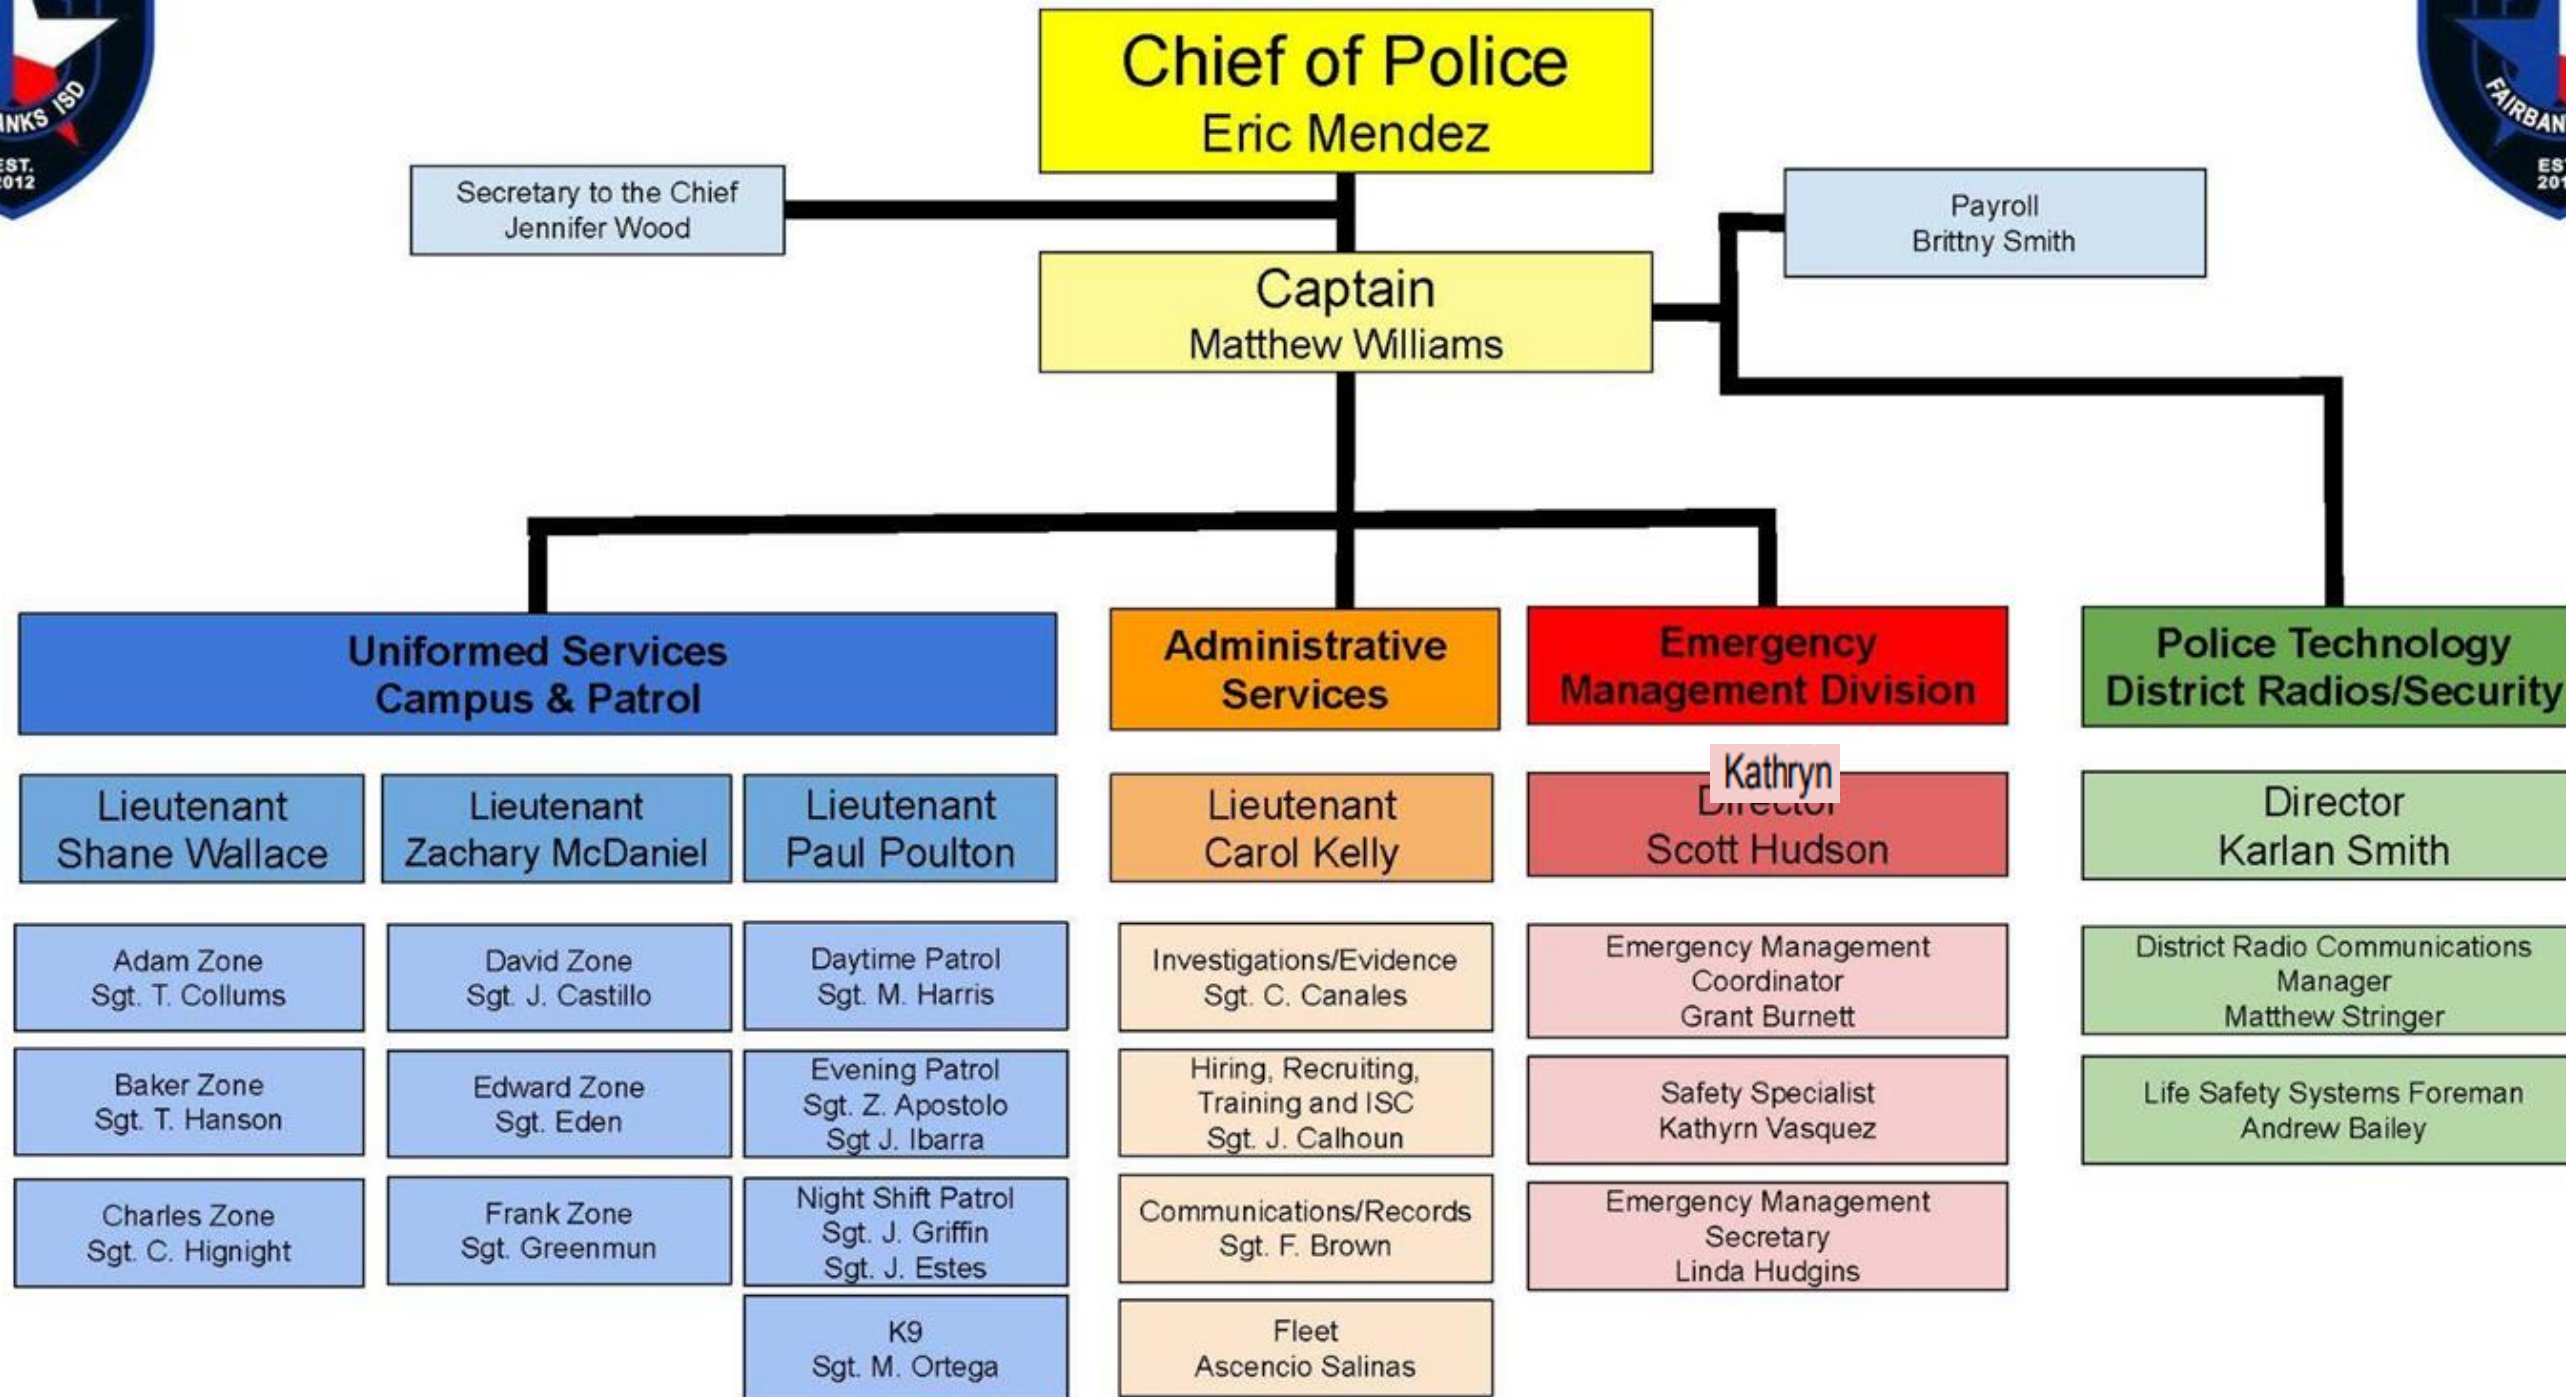 Chief of Police
Eric Mendez
ANKS ISD
EST.
2012
FAIRBAN
Secretary to the Chief
Jennifer Wood
Payroll
Brittny Smith
Captain
Matthew Williams
Uniformed Services
Campus & Patrol
Administrative
Services
Emergency
Management Division
Police Technology
District Radios/Security
Lieutenant
Shane Wallace
Lieutenant
Zachary McDaniel
Lieutenant
Paul Poulton
Lieutenant
Carol Kelly
Kathryn
Director
Scott Hudson
Director
Karlan Smith
Adam Zone
Sgt. T. Collums
David Zone
Sgt. J. Castillo
Daytime Patrol
Sgt. M. Harris
Investigations/Evidence
Sgt. C. Canales
Emergency Management
Coordinator
Grant Burnett
District Radio Communications
Manager
Matthew Stringer
Baker Zone
Sgt. T. Hanson
Edward Zone
Sgt. Eden
Evening Patrol
Sgt. Z. Apostolo
Sgt J. Ibarra
Hiring, Recruiting,
Training and ISC
Sgt. J. Calhoun
Safety Specialist
Kathyrn Vasquez
Life Safety Systems Foreman
Andrew Bailey
Charles Zone
Sgt. C. Hignight
Frank Zone
Sgt. Greenmun
Night Shift Patrol
Sgt. J. Griffin
Sgt. J. Estes
Communications/Records
Sgt. F. Brown
Emergency Management
Secretary
Linda Hudgins
K9
Sgt. M. Ortega
Fleet
Ascencio Salinas